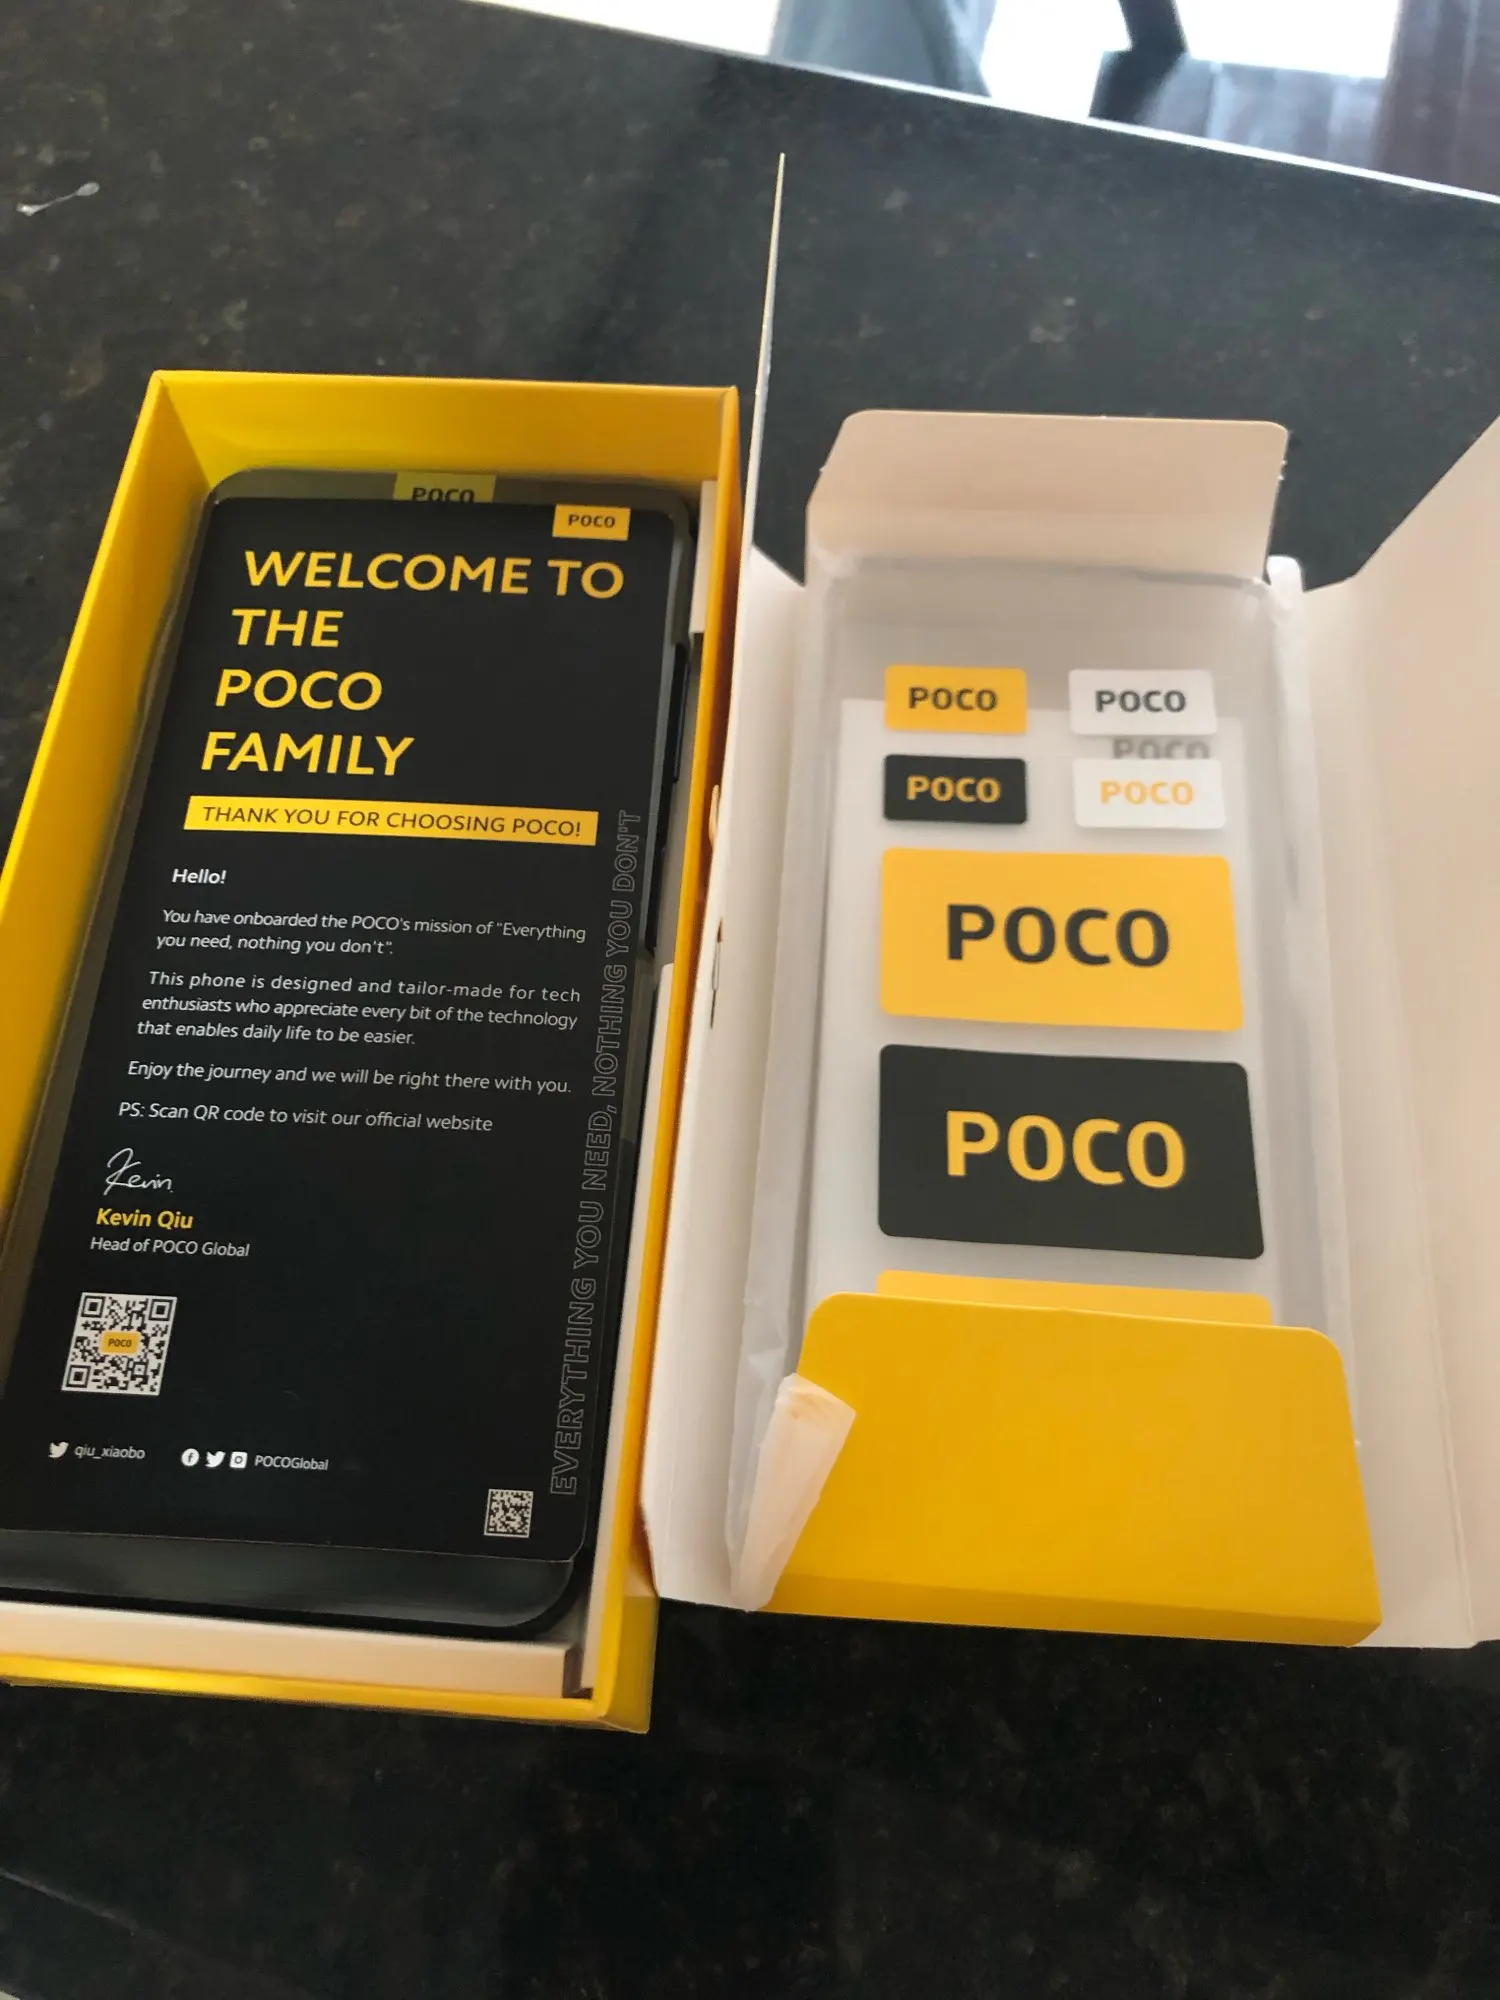 POCO
POCO
WELCOME TO
THE
POCO
FAMILY
THANK YOU FOR CHOOSING POCO!
Hello!
You have onboarded the POCO's mission of "Everything
you need, nothing you don't".
This phone is designed and tailor-made for tech
enthusiasts who appreciate every bit of the technology
that enables daily life to be easier.
Enjoy the journey and we will be right there with you.
PS: Scan QR code to visit our official website
Kevin
Kevin Qiu
Head of POCO Global
POCO
qiu_xiaobo
POCOGlobal
EVERYTHING YOU NEED, NOTHING YOU DON'T
POCO
POCO
POCO
POCO
POCO
POCO
POCO